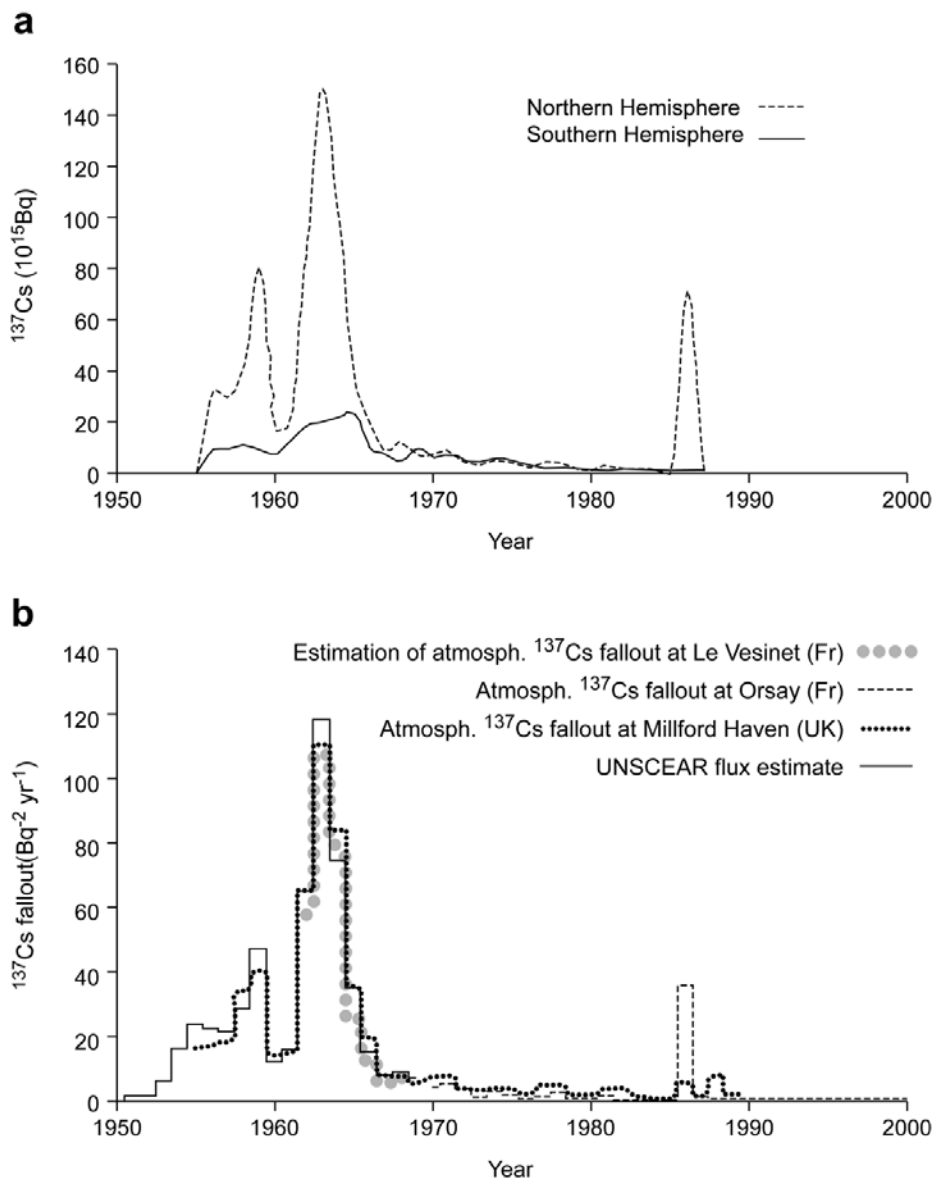 a
160
140
120
100
80
60
40
20
0
¹³⁷Cs (10¹⁵Bq)
Northern Hemisphere
Southern Hemisphere
1950 1960 1970 1980 1990 2000
Year
b
140
120
100
80
60
40
20
0
¹³⁷Cs fallout(Bq⁻² yr⁻¹)
Estimation of atmosph. ¹³⁷Cs fallout at Le Vesinet (Fr)
Atmosph. ¹³⁷Cs fallout at Orsay (Fr)
Atmosph. ¹³⁷Cs fallout at Millford Haven (UK)
UNSCEAR flux estimate
1950 1960 1970 1980 1990 2000
Year